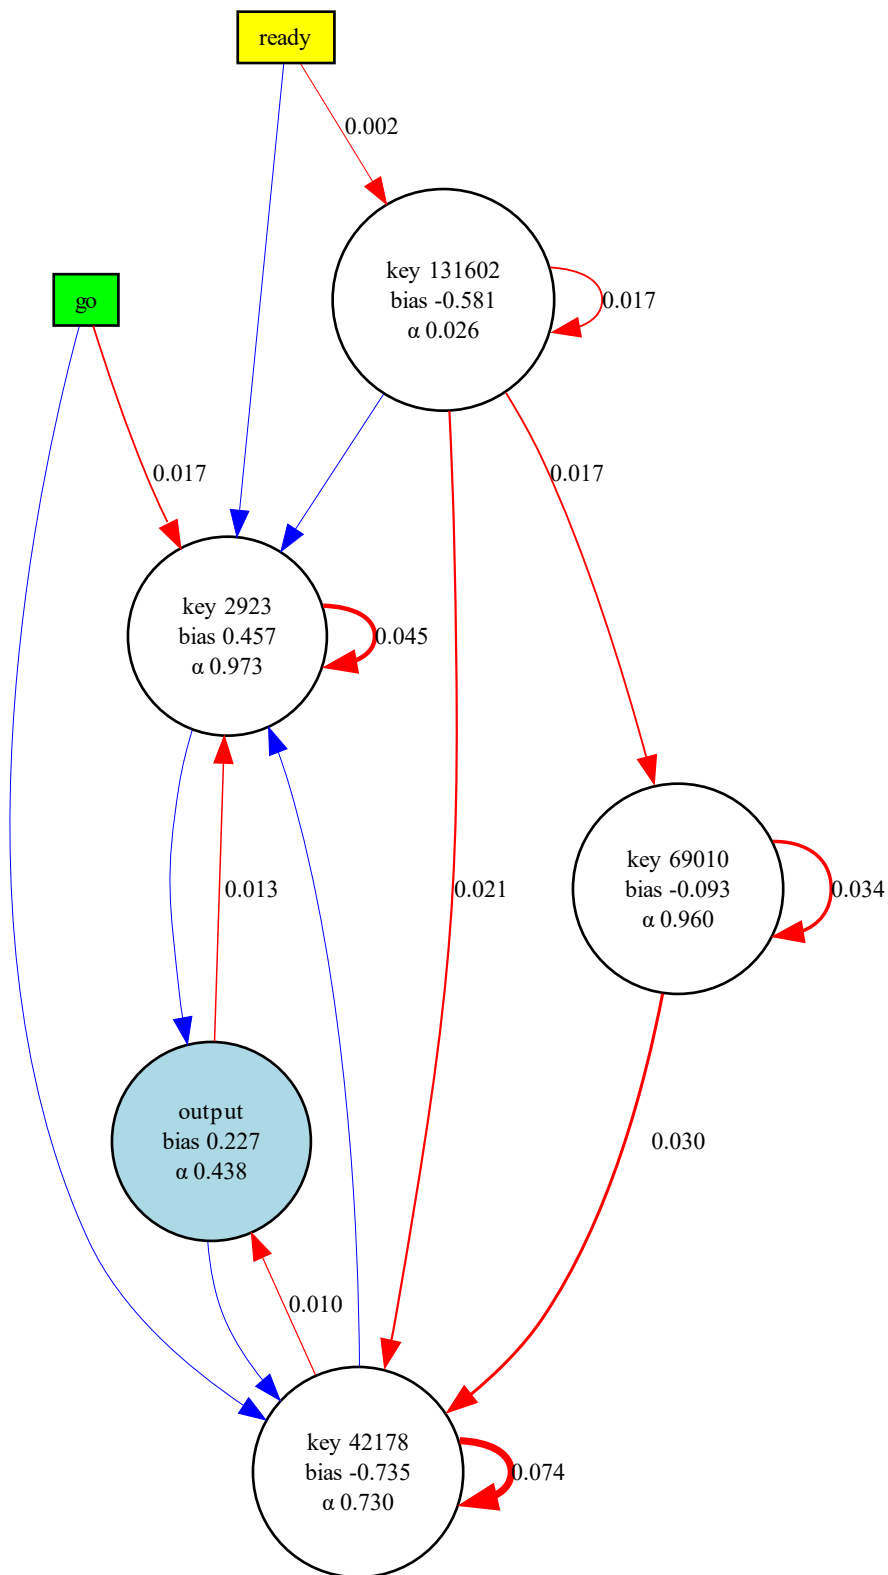 ready
0.002
key 131602
bias -0.581
α 0.026
0.017
go
0.017
0.017
key 2923
bias 0.457
α 0.973
0.045
key 69010
bias -0.093
α 0.960
0.034
0.013
0.021
output
bias 0.227
α 0.438
0.030
0.010
key 42178
bias -0.735
α 0.730
0.074